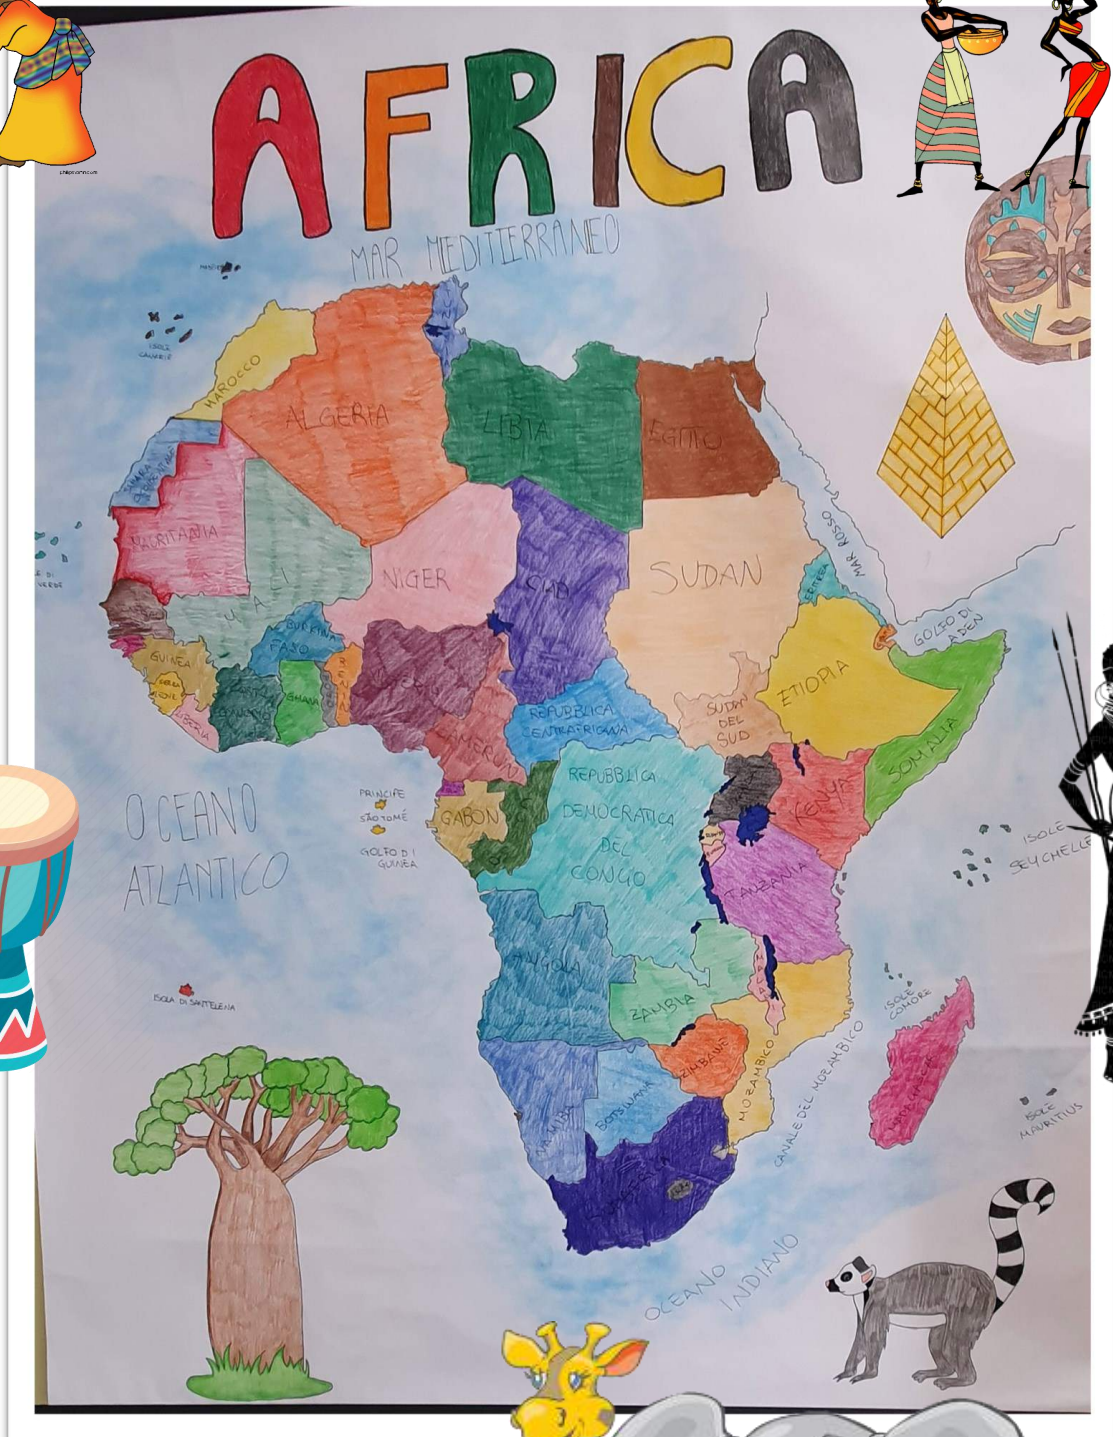 AFRICA
MAR MEDITERRANEO
ISOLE
CANARIE
MAROCCO
ALGERIA
LIBIA
EGITTO
MAURITANIA
NIGER
CIAD
SUDAN
ERITREA
MAR ROSSO
GOLFO DI
ADEN
BURKINA
FASO
GUINEA
LIBERIA
GHANA
BENIN
ETIOPIA
SUDAN
DEL
SUD
SOMALIA
REPUBBLICA
CENTRAFRICANA
REPUBBLICA
DEMOCRATICA
DEL
CONGO
GABON
KENYA
TANZANIA
PRINCIPE
SÃO TOMÉ
GOLFO DI
GUINEA
OCEANO
ATLANTICO
ISOLE
SEYCHELLE
ANGOLA
ZAMBIA
ISOLE
COMORE
ISOLA DI SANT'ELENA
ZIMBAWE
MOZAMBICO
CANALE DEL MOZAMBICO
NAMIBIA
BOTSWANA
ISOLE
MAURITIUS
OCEANO
INDIANO